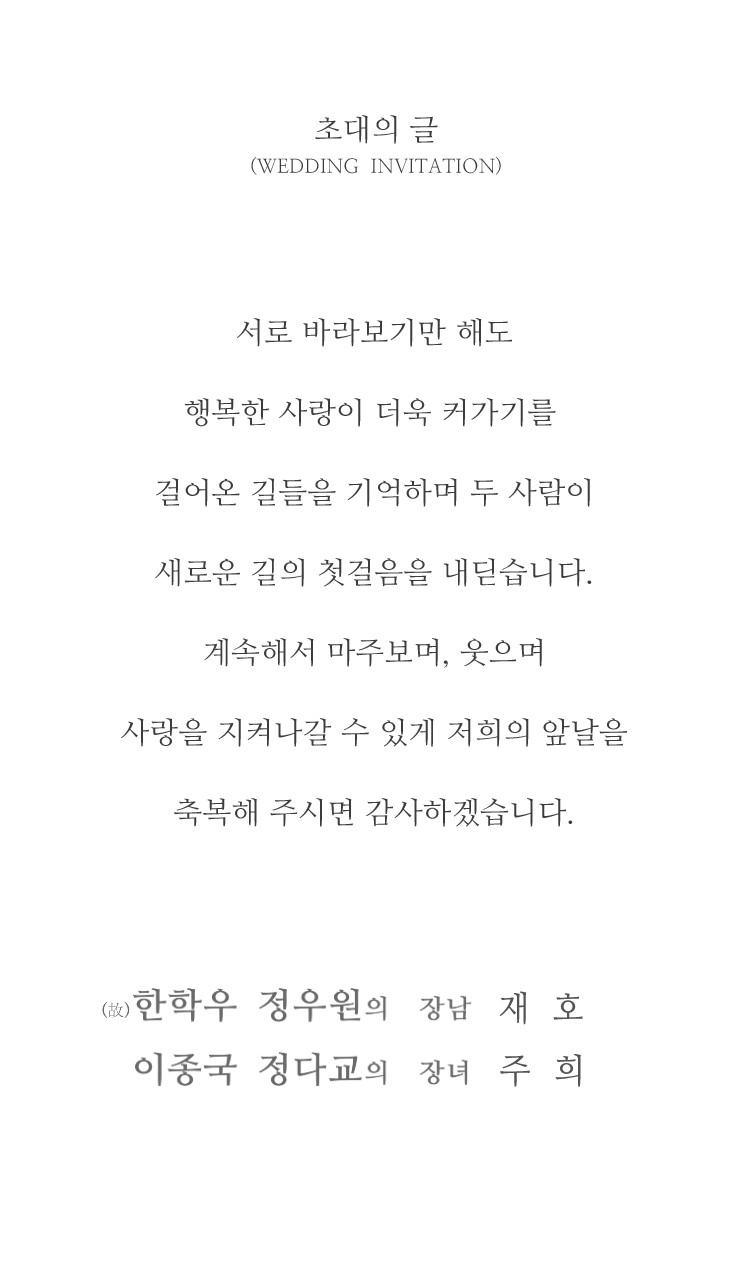 초대의 글
(WEDDING INVITATION)
서로 바라보기만 해도
행복한 사랑이 더욱 커가기를
걸어온 길들을 기억하며 두 사람이
새로운 길의 첫걸음을 내딛습니다.
계속해서 마주보며, 웃으며
사랑을 지켜나갈 수 있게 저희의 앞날을
축복해 주시면 감사하겠습니다.
(故)한학우 정우원의 장남 재 호
이종국 정다교의 장녀 주 희